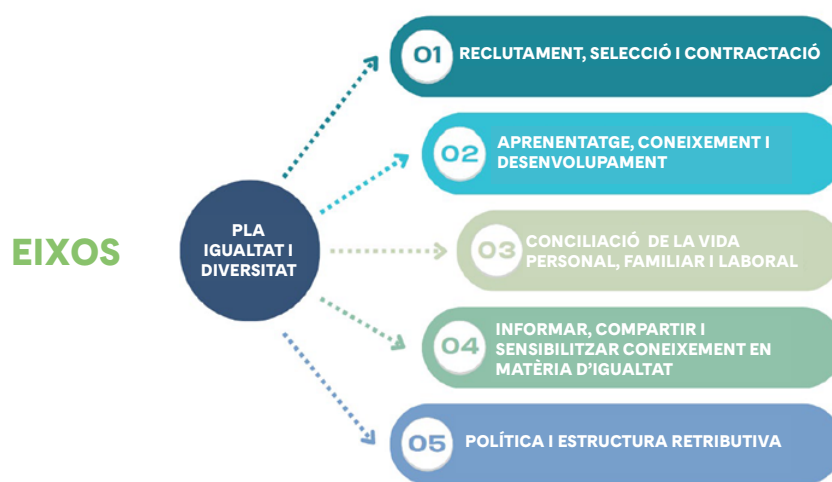 EIXOS
PLA
IGUALTAT I
DIVERSITAT
01
RECLUTAMENT, SELECCIÓ I CONTRACTACIÓ
02
APRENENTATGE, CONEIXEMENT I
DESENVOLUPAMENT
03
CONCILIACIÓ DE LA VIDA
PERSONAL, FAMILIAR I LABORAL
04
INFORMAR, COMPARTIR I
SENSIBILITZAR CONEIXEMENT EN
MATÈRIA D'IGUALTAT
05
POLÍTICA I ESTRUCTURA RETRIBUTIVA